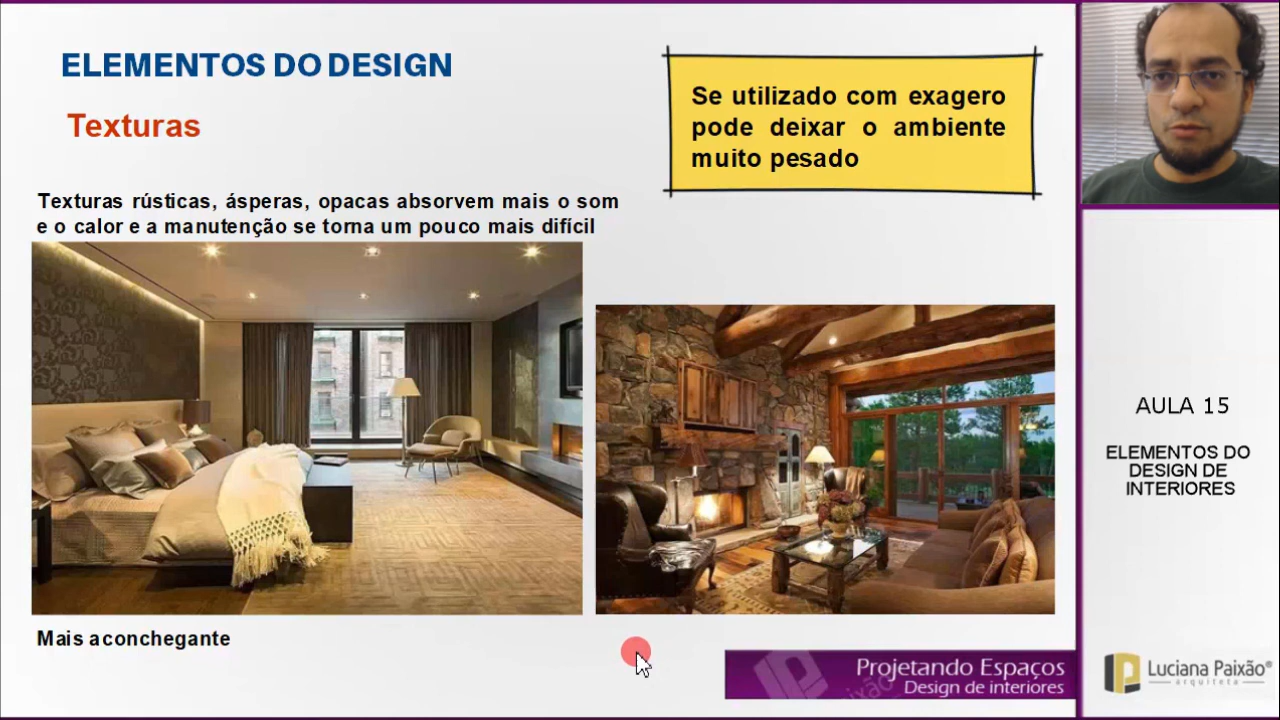 ELEMENTOS DO DESIGN
Texturas
Se utilizado com exagero
pode deixar o ambiente
muito pesado
Texturas rústicas, ásperas, opacas absorvem mais o som
e o calor e a manutenção se torna um pouco mais difícil
Mais aconchegante
Projetando Espaços
Design de interiores
AULA 15
ELEMENTOS DO
DESIGN DE
INTERIORES
Luciana Paixão®
arquiteta